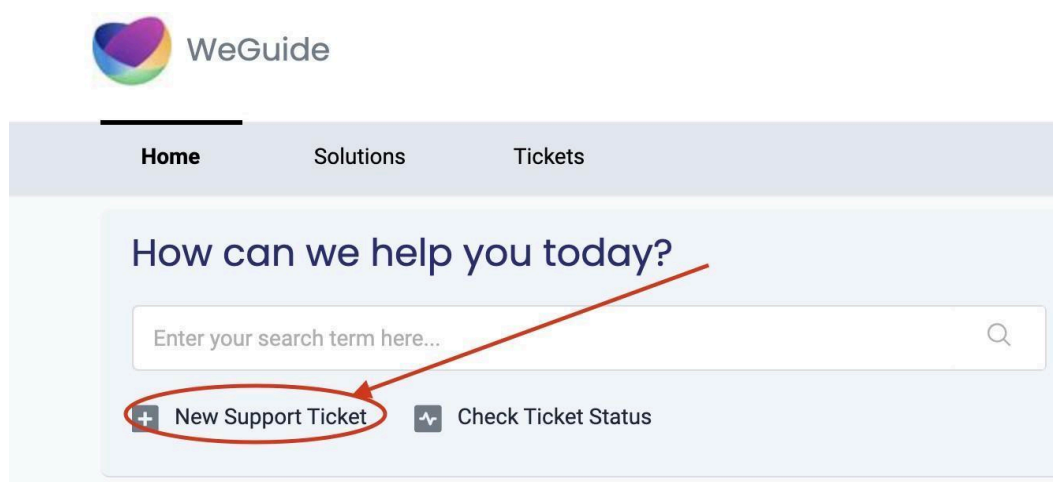 WeGuide
Home Solutions Tickets
How can we help you today?
Enter your search term here...
New Support Ticket Check Ticket Status